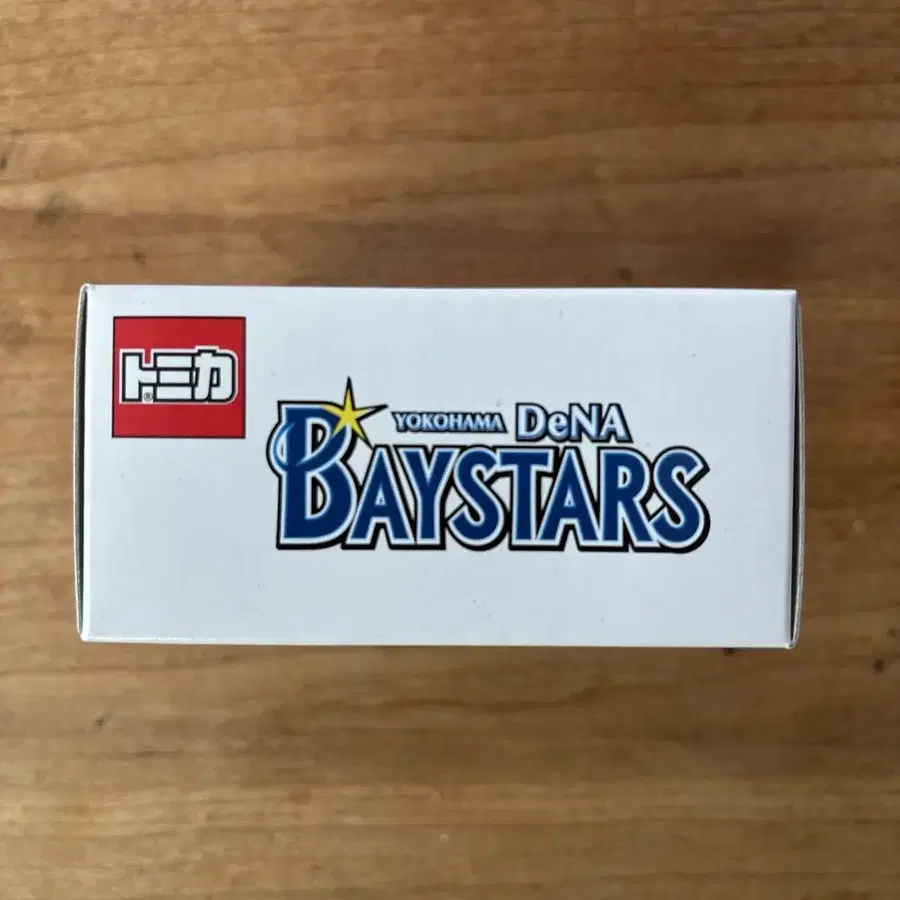 トミカ
®
YOKOHAMA DeNA
BAYSTARS